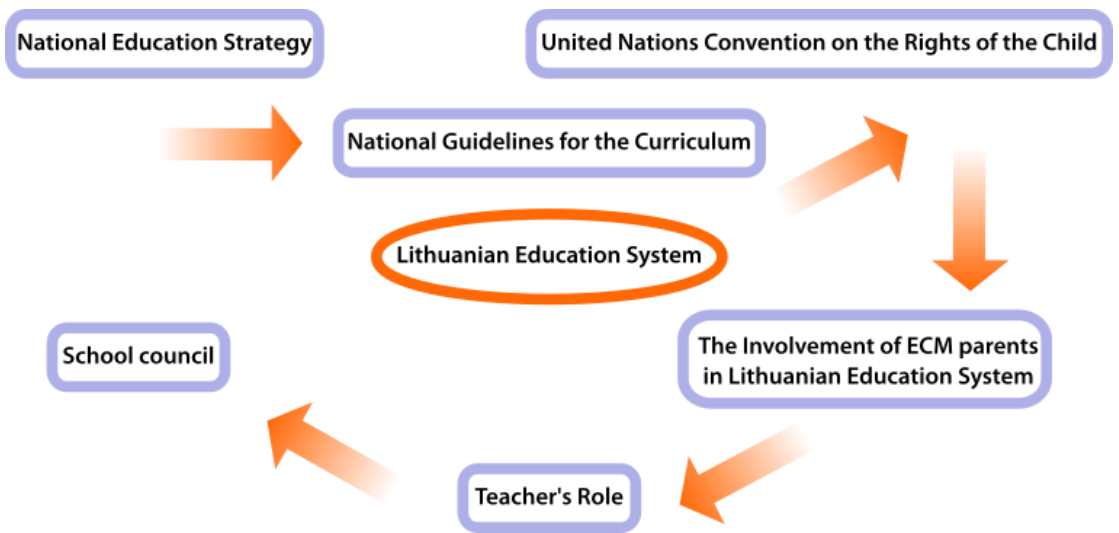 National Education Strategy
United Nations Convention on the Rights of the Child
National Guidelines for the Curriculum
Lithuanian Education System
School council
The Involvement of ECM parents
in Lithuanian Education System
Teacher's Role